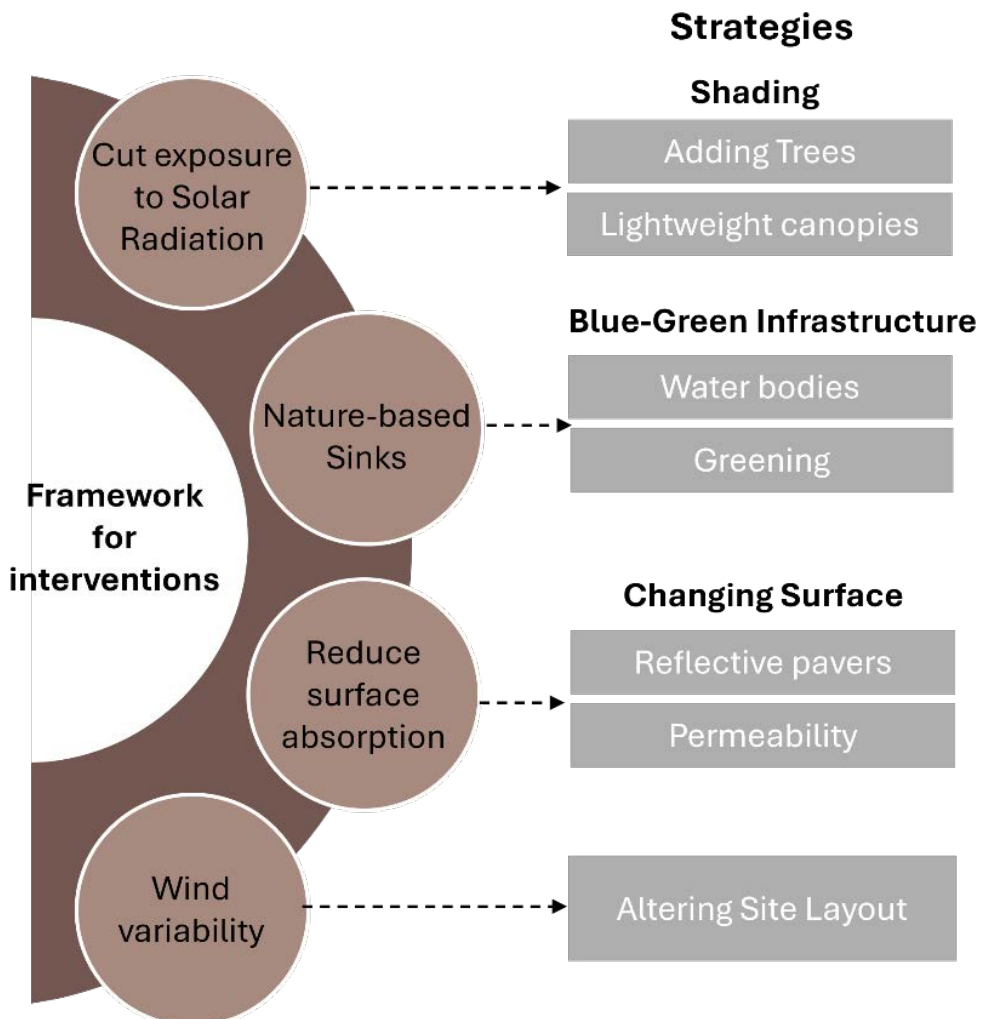 Strategies
Framework
for
interventions
Cut exposure
to Solar
Radiation
Shading
Adding Trees
Lightweight canopies
Nature-based
Sinks
Blue-Green Infrastructure
Water bodies
Greening
Reduce
surface
absorption
Changing Surface
Reflective pavers
Permeability
Wind
variability
Altering Site Layout